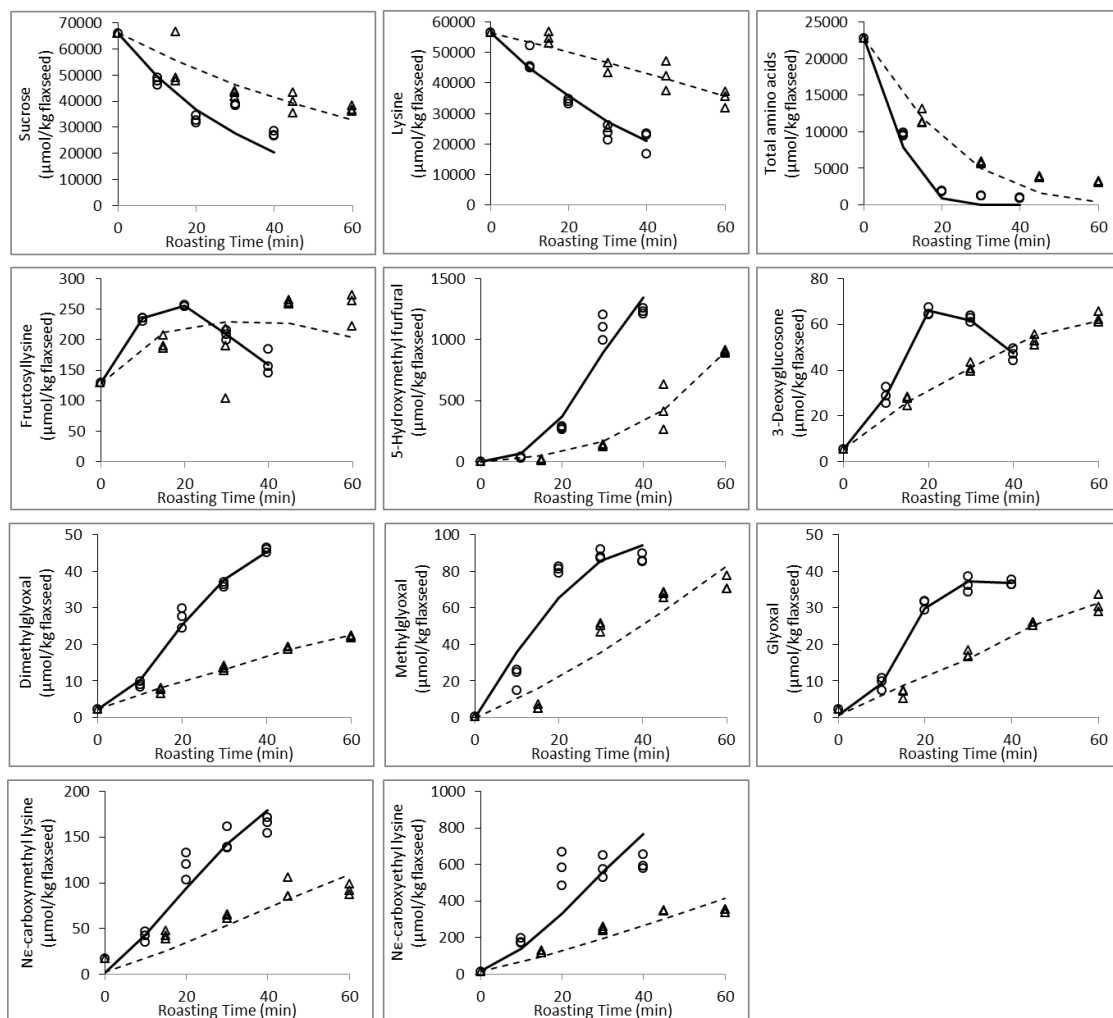 Sucrose
(µmol/kg flaxseed)
70000
60000
50000
40000
30000
20000
10000
0
0 20 40 60
Roasting Time (min)
Lysine
(µmol/kg flaxseed)
60000
50000
40000
30000
20000
10000
0
0 20 40 60
Roasting Time (min)
Total amino acids
(µmol/kg flaxseed)
25000
20000
15000
10000
5000
0
0 20 40 60
Roasting Time (min)
Fructosyllysine
(µmol/kg flaxseed)
300
250
200
150
100
50
0
0 20 40 60
Roasting Time (min)
5-Hydroxymethylfurfural
(µmol/kg flaxseed)
1500
1000
500
0
0 20 40 60
Roasting Time (min)
3-Deoxyglucosone
(µmol/kg flaxseed)
80
60
40
20
0
0 20 40 60
Roasting Time (min)
Dimethylglyoxal
(µmol/kg flaxseed)
50
40
30
20
10
0
0 20 40 60
Roasting Time (min)
Methylglyoxal
(µmol/kg flaxseed)
100
80
60
40
20
0
0 20 40 60
Roasting Time (min)
Glyoxal
(µmol/kg flaxseed)
50
40
30
20
10
0
0 20 40 60
Roasting Time (min)
Nε-carboxymethyl lysine
(µmol/kg flaxseed)
200
150
100
50
0
0 20 40 60
Roasting Time (min)
Nε-carboxyethyl lysine
(µmol/kg flaxseed)
1000
800
600
400
200
0
0 20 40 60
Roasting Time (min)